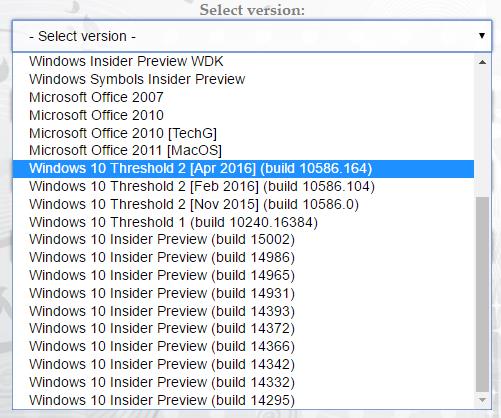 Select version:
- Select version -
Windows Insider Preview WDK
Windows Symbols Insider Preview
Microsoft Office 2007
Microsoft Office 2010
Microsoft Office 2010 [TechG]
Microsoft Office 2011 [MacOS]
Windows 10 Threshold 2 [Apr 2016] (build 10586.164)
Windows 10 Threshold 2 [Feb 2016] (build 10586.104)
Windows 10 Threshold 2 [Nov 2015] (build 10586.0)
Windows 10 Threshold 1 (build 10240.16384)
Windows 10 Insider Preview (build 15002)
Windows 10 Insider Preview (build 14986)
Windows 10 Insider Preview (build 14965)
Windows 10 Insider Preview (build 14931)
Windows 10 Insider Preview (build 14393)
Windows 10 Insider Preview (build 14372)
Windows 10 Insider Preview (build 14366)
Windows 10 Insider Preview (build 14342)
Windows 10 Insider Preview (build 14332)
Windows 10 Insider Preview (build 14295)